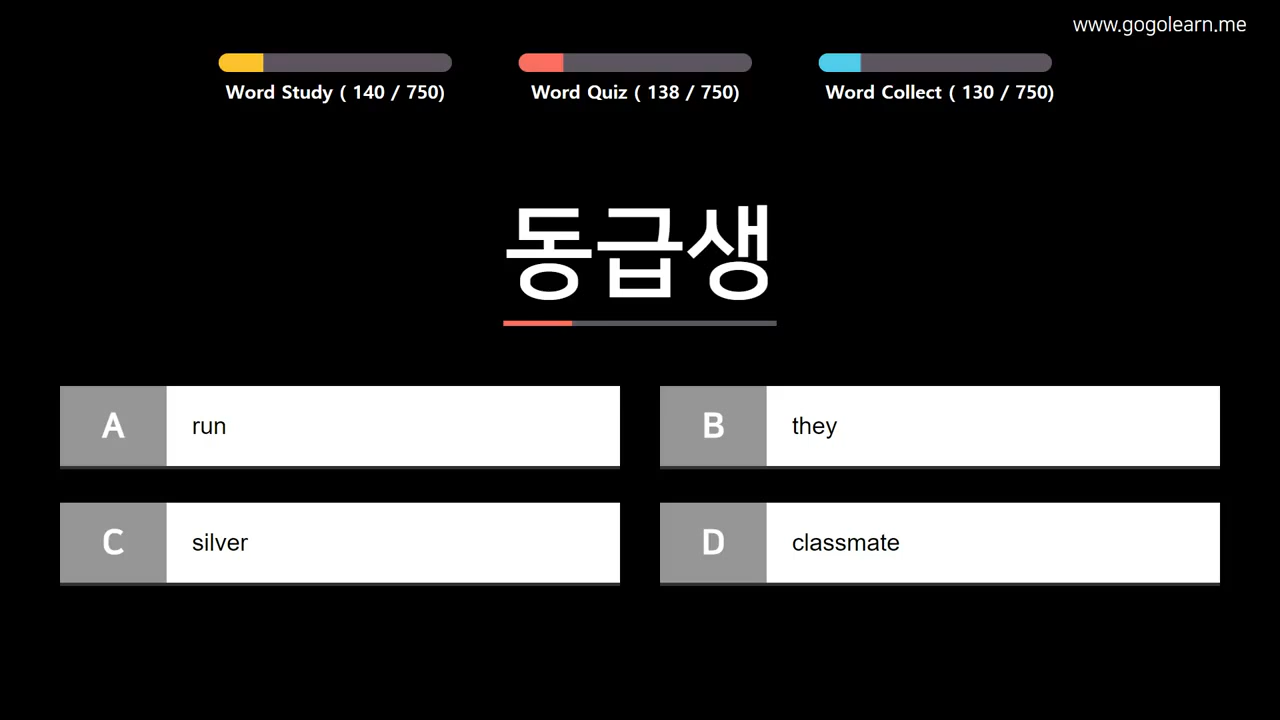 www.gogolearn.me
Word Study ( 140 / 750)
Word Quiz ( 138 / 750)
Word Collect ( 130 / 750)
동급생
A run
B they
C silver
D classmate